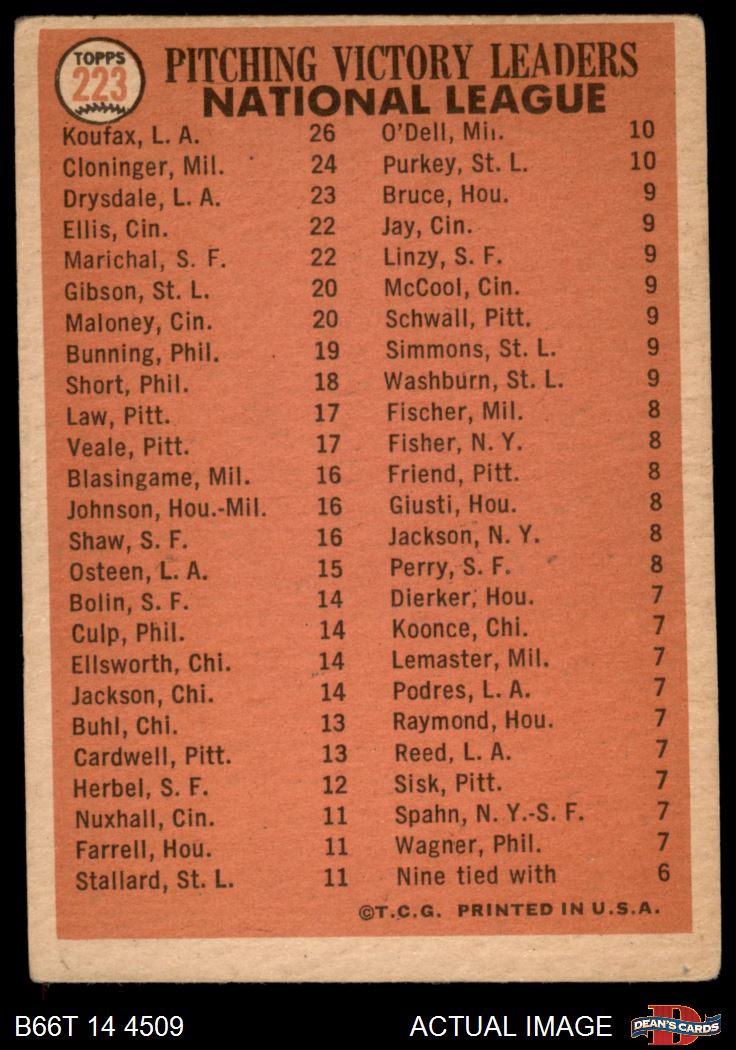 TOPPS
223
PITCHING VICTORY LEADERS
NATIONAL LEAGUE
Koufax, L. A. 26
Cloninger, Mil. 24
Drysdale, L. A. 23
Ellis, Cin. 22
Marichal, S. F. 22
Gibson, St. L. 20
Maloney, Cin. 20
Bunning, Phil. 19
Short, Phil. 18
Law, Pitt. 17
Veale, Pitt. 17
Blasingame, Mil. 16
Johnson, Hou.-Mil. 16
Shaw, S. F. 16
Osteen, L. A. 15
Bolin, S. F. 14
Culp, Phil. 14
Ellsworth, Chi. 14
Jackson, Chi. 14
Buhl, Chi. 13
Cardwell, Pitt. 13
Herbel, S. F. 12
Nuxhall, Cin. 11
Farrell, Hou. 11
Stallard, St. L. 11
O'Dell, Mil. 10
Purkey, St. L. 10
Bruce, Hou. 9
Jay, Cin. 9
Linzy, S. F. 9
McCool, Cin. 9
Schwall, Pitt. 9
Simmons, St. L. 9
Washburn, St. L. 9
Fischer, Mil. 8
Fisher, N. Y. 8
Friend, Pitt. 8
Giusti, Hou. 8
Jackson, N. Y. 8
Perry, S. F. 8
Dierker, Hou. 7
Koonce, Chi. 7
Lemaster, Mil. 7
Podres, L. A. 7
Raymond, Hou. 7
Reed, L. A. 7
Sisk, Pitt. 7
Spahn, N. Y.-S. F. 7
Wagner, Phil. 7
Nine tied with 6
©T.C.G. PRINTED IN U.S.A.
B66T 14 4509
ACTUAL IMAGE
DEAN'S CARDS